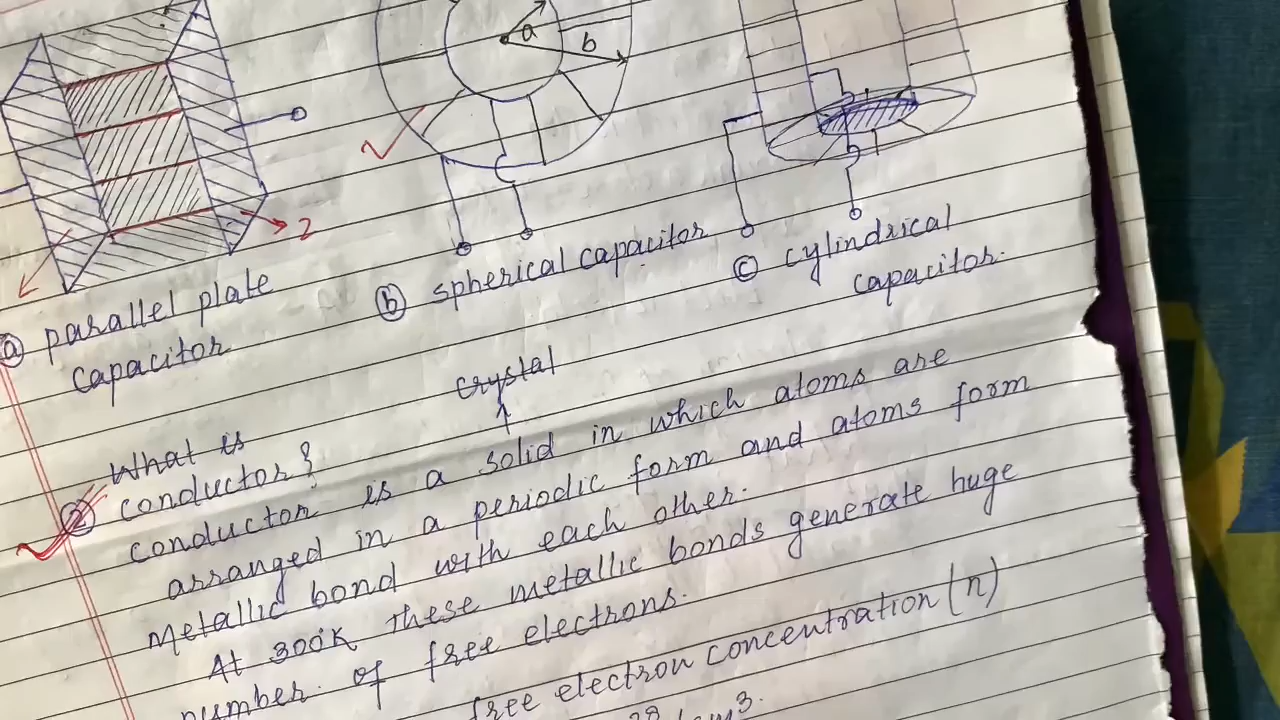 a
b
2
ⓐ parallel plate
capacitor
ⓑ spherical capacitor
ⓒ cylindrical
capacitor.
crystal
② What is
conductor?
conductor is a solid in which atoms are
arranged in a periodic form and atoms form
metallic bond with each other.
At 300K these metallic bonds generate huge
number of free electrons.
free electron concentration (n)